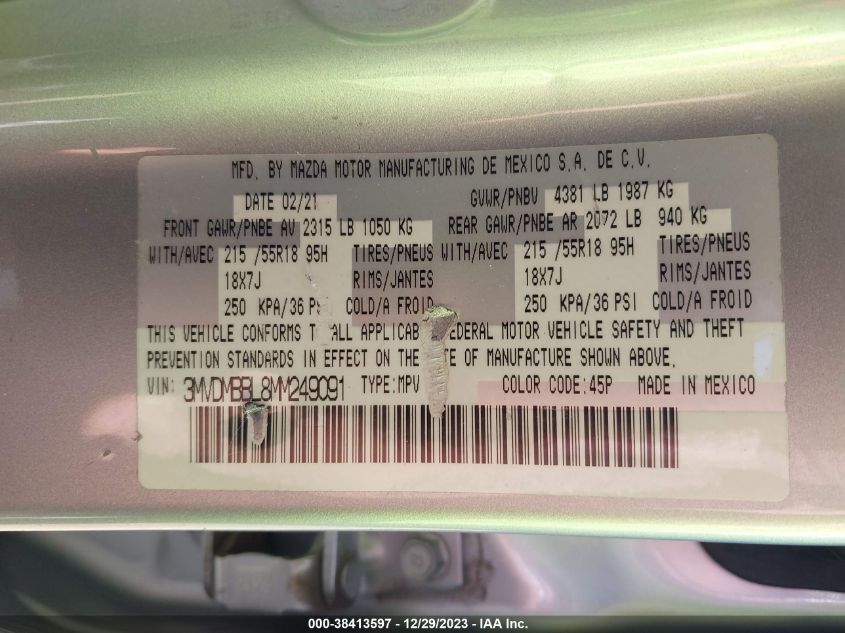 MFD. BY MAZDA MOTOR MANUFACTURING DE MEXICO S.A. DE C.V.
DATE 02/21 GVWR/PNBV 4381 LB 1987 KG
FRONT GAWR/PNBE AV 2315 LB 1050 KG REAR GAWR/PNBE AR 2072 LB 940 KG
WITH/AVEC 215 /55R18 95H TIRES/PNEUS WITH/AVEC 215 /55R18 95H TIRES/PNEUS
18X7J RIMS/JANTES 18X7J RIMS/JANTES
250 KPA/36 COLD/A FROID 250 KPA/36 PSI COLD/A FROID
THIS VEHICLE CONFORMS ALL FEDERAL MOTOR VEHICLE SAFETY AND THEFT
PREVENTION STANDARDS IN EFFECT ON THE OF MANUFACTURE SHOWN ABOVE.
VIN: 3MVDMBBL8MM249091 TYPE:MPV COLOR CODE:45P MADE IN MEXICO
000-38413597 - 12/29/2023 - IAA Inc.